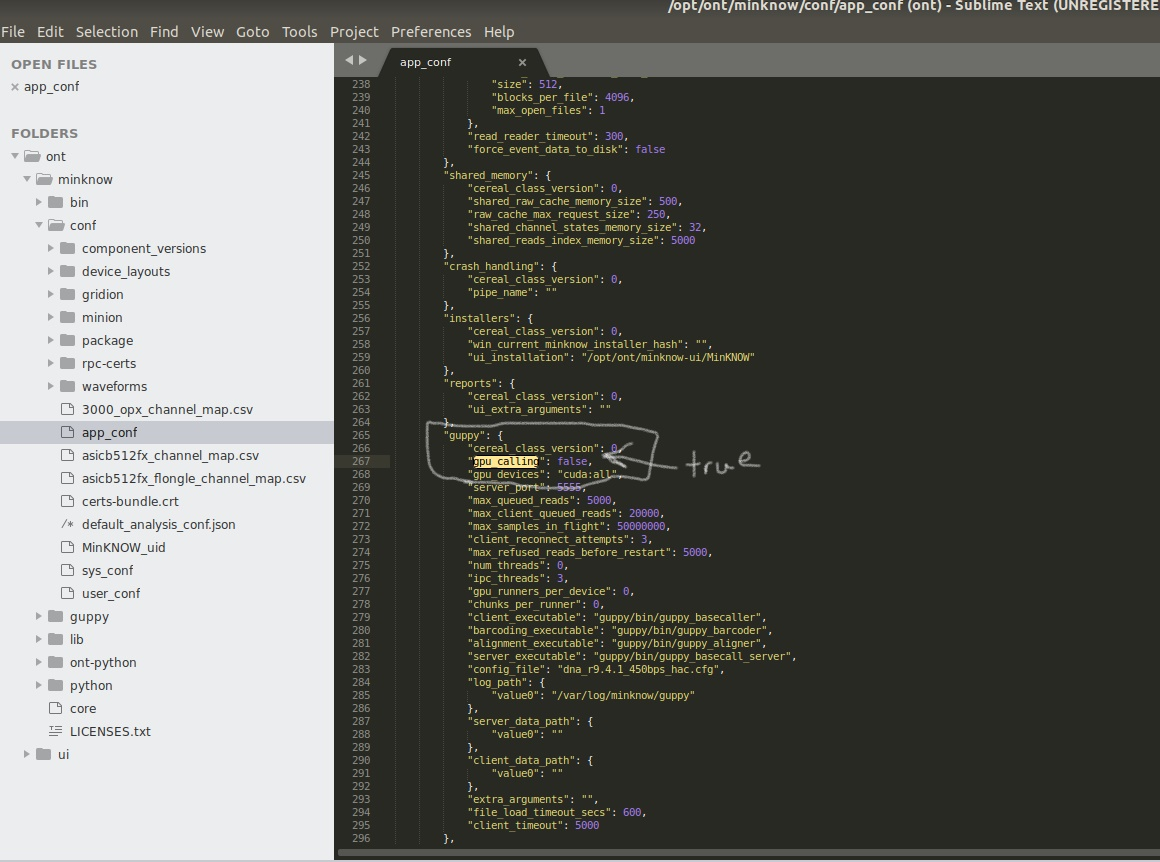 /opt/ont/minknow/conf/app_conf (ont) - Sublime Text (UNREGISTERE
File Edit Selection Find View Goto Tools Project Preferences Help
OPEN FILES
app_conf
FOLDERS
ont
minknow
bin
conf
component_versions
device_layouts
gridion
minion
package
rpc-certs
waveforms
3000_opx_channel_map.csv
app_conf
asicb512fx_channel_map.csv
asicb512fx_flongle_channel_map.csv
certs-bundle.crt
/* default_analysis_conf.json
MinKNOW_uid
sys_conf
user_conf
guppy
lib
ont-python
python
core
LICENSES.txt
ui
app_conf
238 "size": 512,
239 "blocks_per_file": 4096,
240 "max_open_files": 1
241 },
242 "read_reader_timeout": 300,
243 "force_event_data_to_disk": false
244 },
245 "shared_memory": {
246 "cereal_class_version": 0,
247 "shared_raw_cache_memory_size": 500,
248 "raw_cache_max_request_size": 250,
249 "shared_channel_states_memory_size": 32,
250 "shared_reads_index_memory_size": 5000
251 },
252 "crash_handling": {
253 "cereal_class_version": 0,
254 "pipe_name": ""
255 },
256 "installers": {
257 "cereal_class_version": 0,
258 "win_current_minknow_installer_hash": "",
259 "ui_installation": "/opt/ont/minknow-ui/MinKNOW"
260 },
261 "reports": {
262 "cereal_class_version": 0,
263 "ui_extra_arguments": ""
264 },
265 "guppy": {
266 "cereal_class_version": 0,
267 "gpu_calling": false,
true
268 "gpu_devices": "cuda:all",
269 "server_port": 5555,
270 "max_queued_reads": 5000,
271 "max_client_queued_reads": 20000,
272 "max_samples_in_flight": 50000000,
273 "client_reconnect_attempts": 3,
274 "max_refused_reads_before_restart": 5000,
275 "num_threads": 0,
276 "ipc_threads": 3,
277 "gpu_runners_per_device": 0,
278 "chunks_per_runner": 0,
279 "client_executable": "guppy/bin/guppy_basecaller",
280 "barcoding_executable": "guppy/bin/guppy_barcoder",
281 "alignment_executable": "guppy/bin/guppy_aligner",
282 "server_executable": "guppy/bin/guppy_basecall_server",
283 "config_file": "dna_r9.4.1_450bps_hac.cfg",
284 "log_path": {
285 "value0": "/var/log/minknow/guppy"
286 },
287 "server_data_path": {
288 "value0": ""
289 },
290 "client_data_path": {
291 "value0": ""
292 },
293 "extra_arguments": "",
294 "file_load_timeout_secs": 600,
295 "client_timeout": 5000
296 },